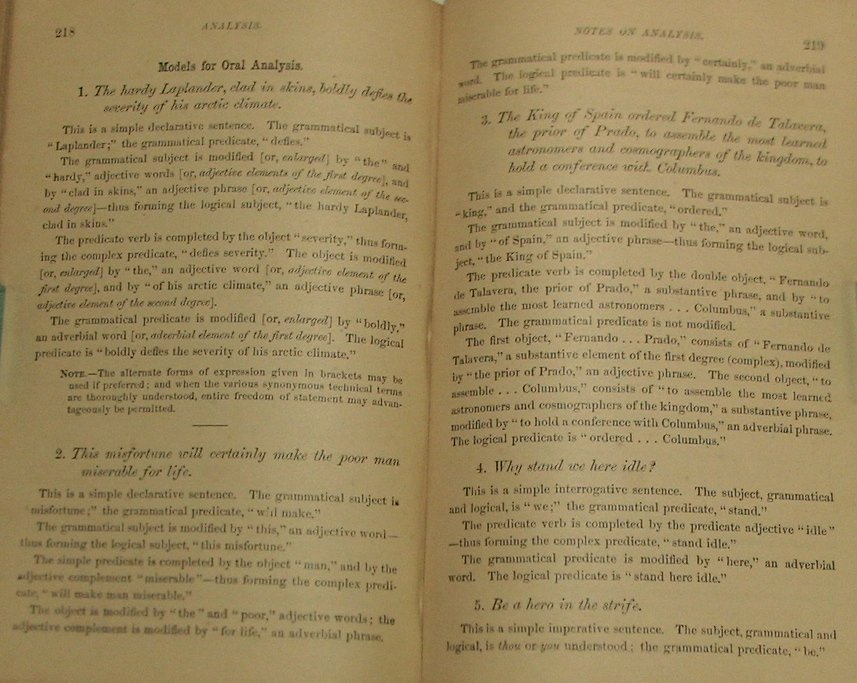 218
ANALYSIS.
Models for Oral Analysis.
1. The hardy Laplander, clad in skins, boldly defies the
severity of his arctic climate.
This is a simple declarative sentence. The grammatical subject is
"Laplander;" the grammatical predicate, "defies."
The grammatical subject is modified [or, enlarged] by "the" and
"hardy," adjective words [or, adjective elements of the first degree], and
by "clad in skins," an adjective phrase [or, adjective element of the sec-
ond degree]—thus forming the logical subject, "the hardy Laplander,
clad in skins."
The predicate verb is completed by the object "severity," thus form-
ing the complex predicate, "defies severity." The object is modified
[or, enlarged] by "the," an adjective word [or, adjective element of the
first degree], and by "of his arctic climate," an adjective phrase [or,
adjective element of the second degree].
The grammatical predicate is modified [or, enlarged] by "boldly,"
an adverbial word [or, adverbial element of the first degree]. The logical
predicate is "boldly defies the severity of his arctic climate."
NOTE.—The alternate forms of expression given in brackets may be
used if preferred; and when the various synonymous technical terms
are thoroughly understood, entire freedom of statement may advan-
tageously be permitted.
2. This misfortune will certainly make the poor man
miserable for life.
This is a simple declarative sentence. The grammatical subject is
"misfortune;" the grammatical predicate, "will make."
The grammatical subject is modified by "this," an adjective word—
thus forming the logical subject, "this misfortune."
The simple predicate is completed by the object "man," and by the
adjective complement "miserable"—thus forming the complex predi-
cate, "will make man miserable."
The object is modified by "the" and "poor," adjective words; the
adjective complement is modified by "for life," an adverbial phrase.
NOTES ON ANALYSIS.
219
The grammatical predicate is modified by "certainly," an adverbial
word. The logical predicate is "will certainly make the poor man
miserable for life."
3. The King of Spain ordered Fernando de Talavera,
the prior of Prado, to assemble the most learned
astronomers and cosmographers of the kingdom, to
hold a conference with Columbus.
This is a simple declarative sentence. The grammatical subject is
"king," and the grammatical predicate, "ordered."
The grammatical subject is modified by "the," an adjective word,
and by "of Spain," an adjective phrase—thus forming the logical sub-
ject, "the King of Spain."
The predicate verb is completed by the double object, "Fernando
de Talavera, the prior of Prado," a substantive phrase, and by "to
assemble the most learned astronomers . . . Columbus," a substantive
phrase. The grammatical predicate is not modified.
The first object, "Fernando . . . Prado," consists of "Fernando de
Talavera," a substantive element of the first degree (complex), modified
by "the prior of Prado," an adjective phrase. The second object, "to
assemble . . . Columbus," consists of "to assemble the most learned
astronomers and cosmographers of the kingdom," a substantive phrase,
modified by "to hold a conference with Columbus," an adverbial phrase.
The logical predicate is "ordered . . . Columbus."
4. Why stand we here idle?
This is a simple interrogative sentence. The subject, grammatical
and logical, is "we;" the grammatical predicate, "stand."
The predicate verb is completed by the predicate adjective "idle"
—thus forming the complex predicate, "stand idle."
The grammatical predicate is modified by "here," an adverbial
word. The logical predicate is "stand here idle."
5. Be a hero in the strife.
This is a simple imperative sentence. The subject, grammatical and
logical, is thou or you understood; the grammatical predicate, "be."